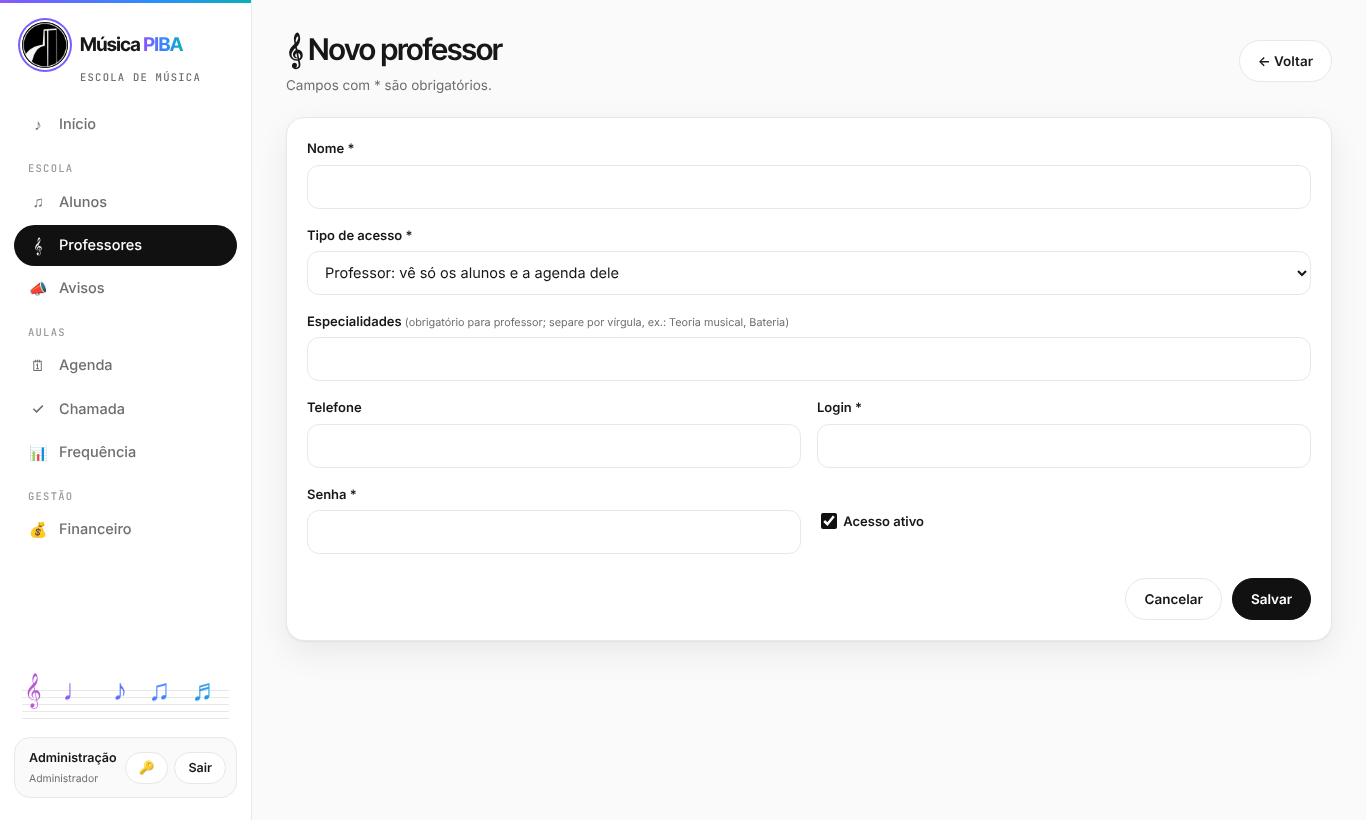 Música PIBA
ESCOLA DE MÚSICA
Início
ESCOLA
Alunos
Professores
Avisos
AULAS
Agenda
Chamada
Frequência
GESTÃO
Financeiro
Administração
Administrador
Sair
Novo professor
Campos com * são obrigatórios.
← Voltar
Nome *
Tipo de acesso *
Professor: vê só os alunos e a agenda dele
Especialidades (obrigatório para professor; separe por vírgula, ex.: Teoria musical, Bateria)
Telefone
Login *
Senha *
Acesso ativo
Cancelar
Salvar